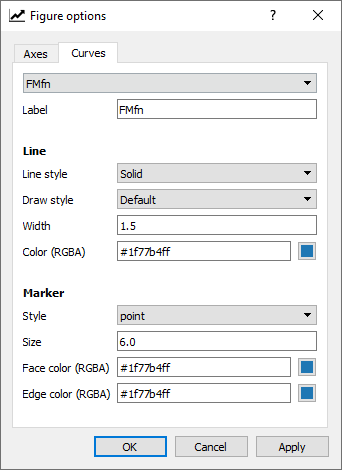 Figure options ?
Axes Curves
FMfn
Label FMfn
Line
Line style Solid
Draw style Default
Width 1.5
Color (RGBA) #1f77b4ff
Marker
Style point
Size 6.0
Face color (RGBA) #1f77b4ff
Edge color (RGBA) #1f77b4ff
OK Cancel Apply